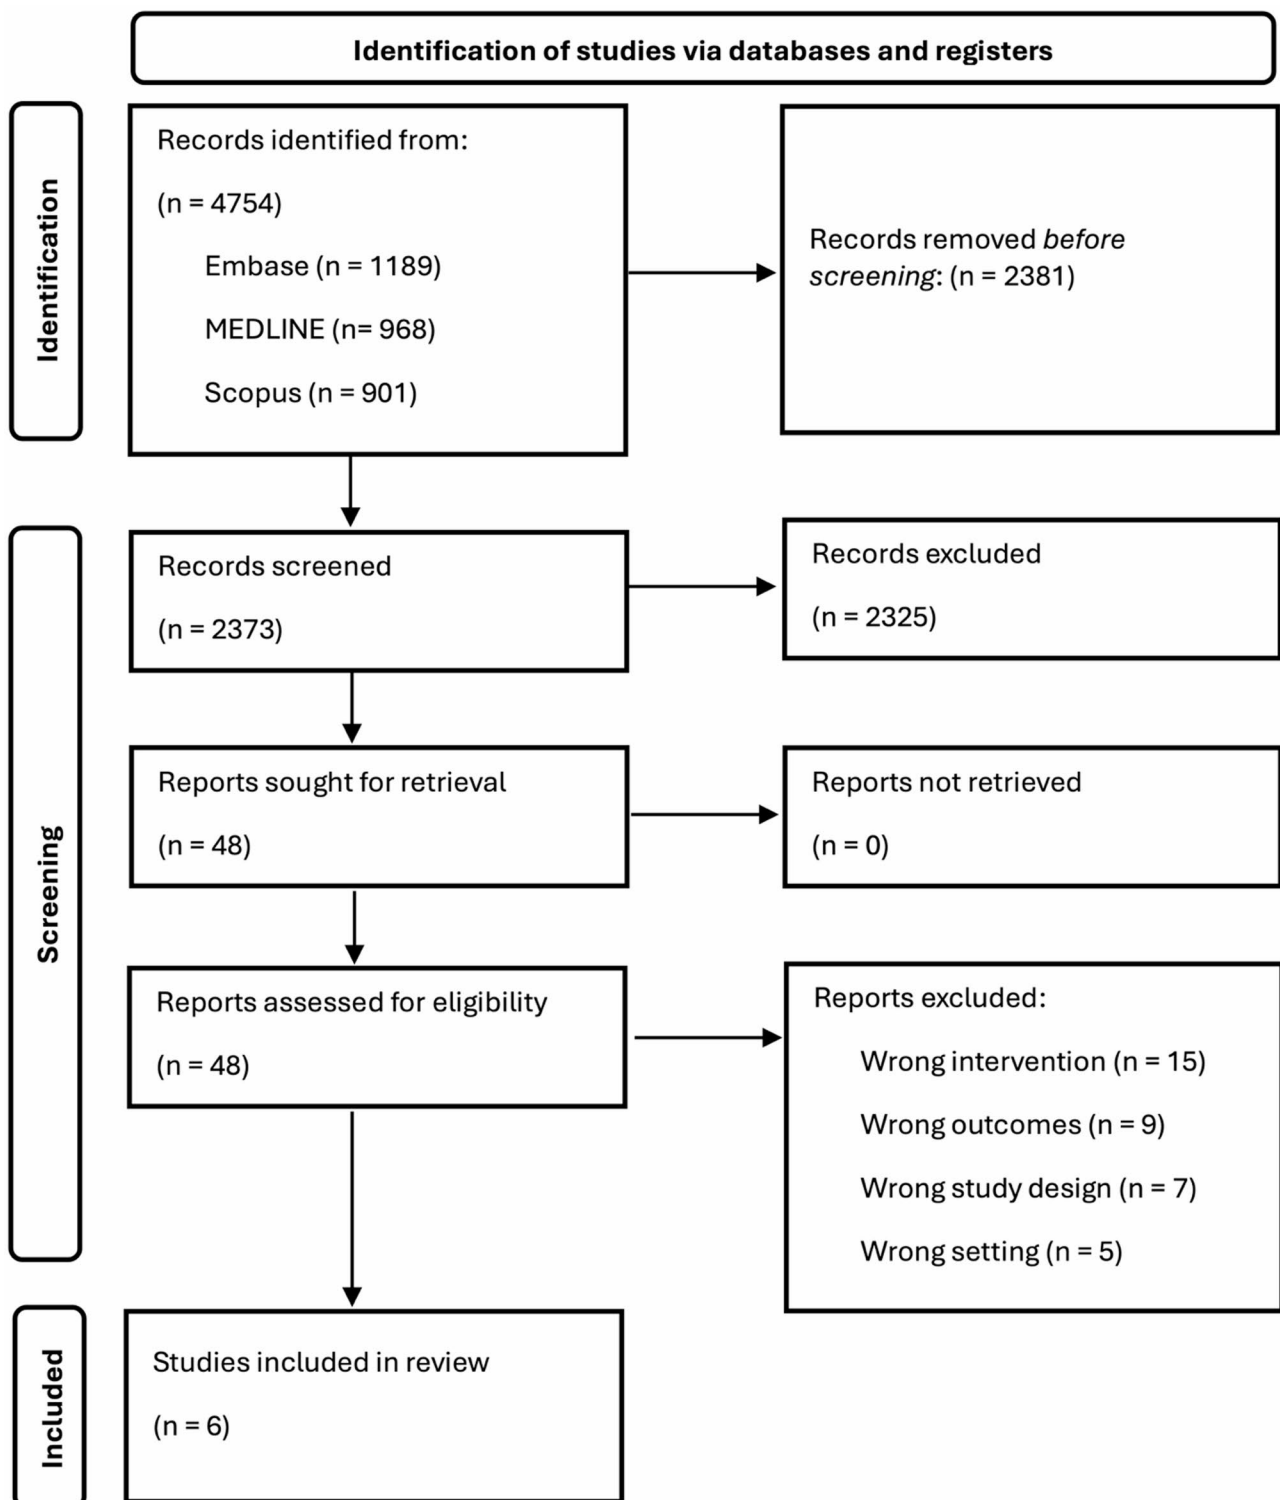 Identification of studies via databases and registers
Identification
Records identified from:
(n = 4754)
Embase (n = 1189)
MEDLINE (n= 968)
Scopus (n = 901)
Records removed before
screening: (n = 2381)
Screening
Records screened
(n = 2373)
Records excluded
(n = 2325)
Reports sought for retrieval
(n = 48)
Reports not retrieved
(n = 0)
Reports assessed for eligibility
(n = 48)
Reports excluded:
Wrong intervention (n = 15)
Wrong outcomes (n = 9)
Wrong study design (n = 7)
Wrong setting (n = 5)
Included
Studies included in review
(n = 6)